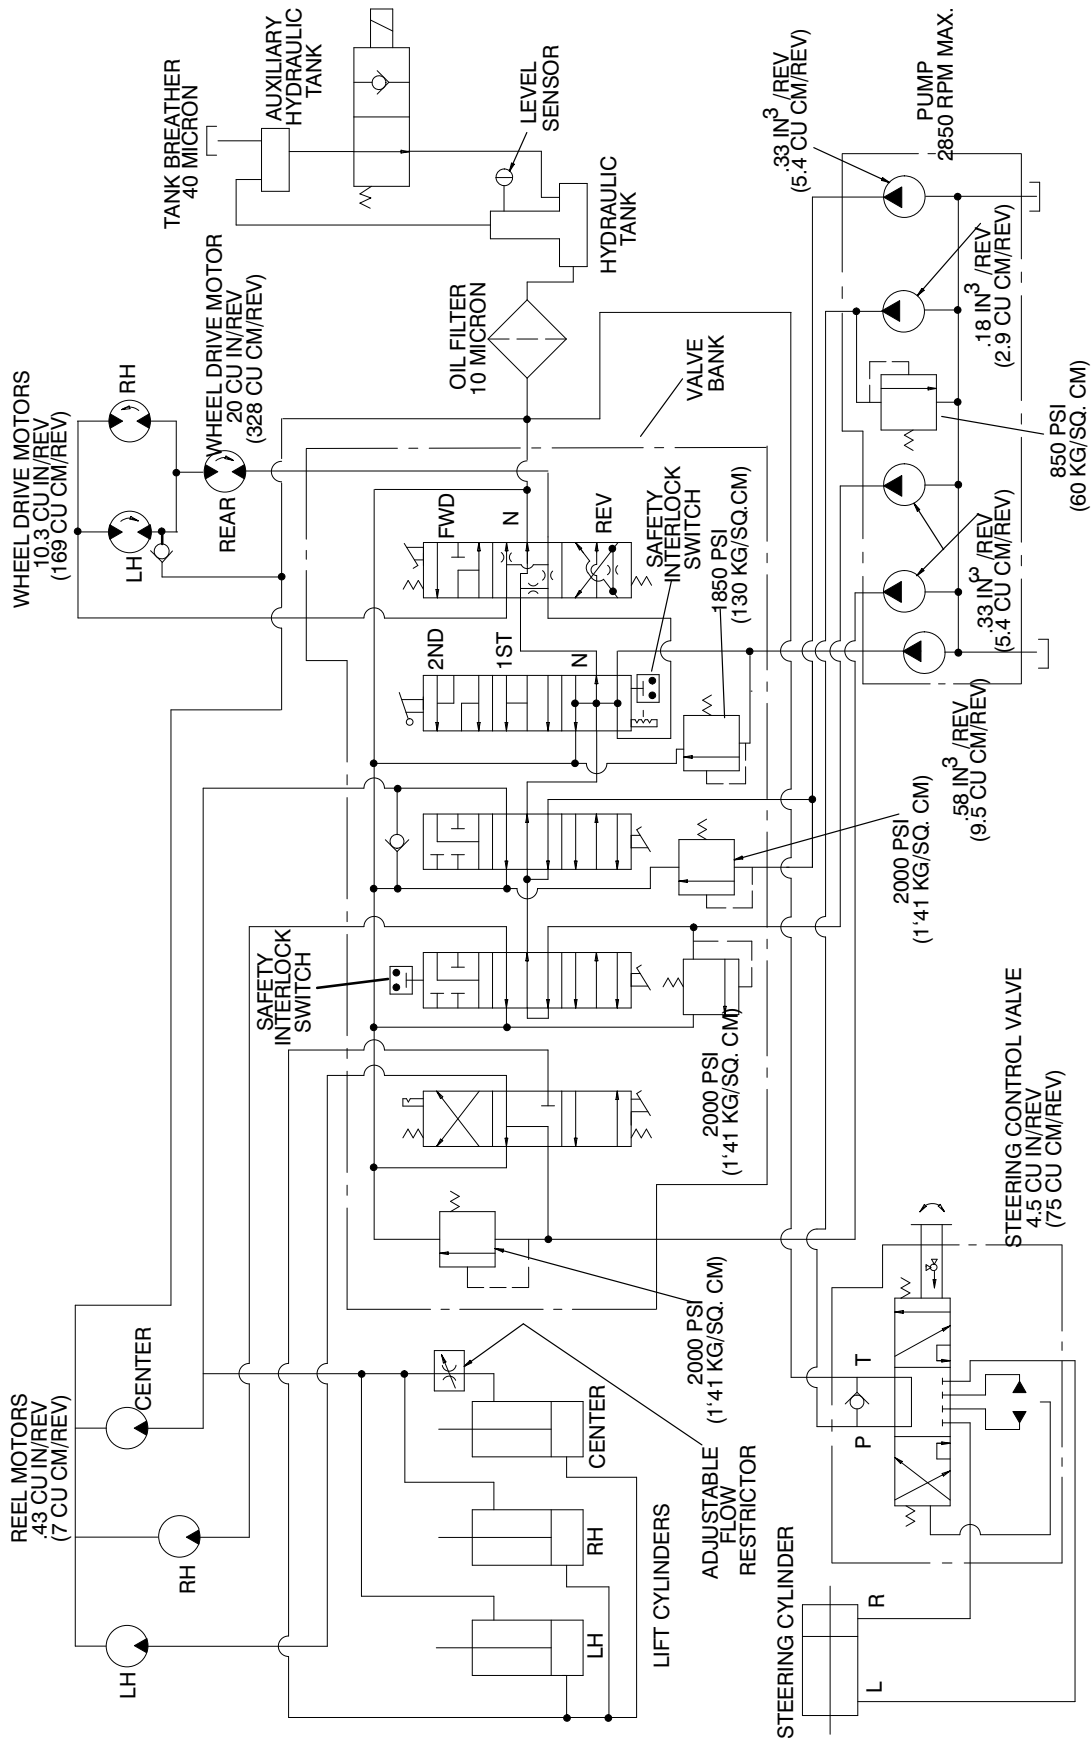 WHEEL DRIVE MOTORS
10.3 CU IN/REV
(169 CU CM/REV)
LH
RH
REAR
WHEEL DRIVE MOTOR
20 CU IN/REV
(328 CU CM/REV)
TANK BREATHER
40 MICRON
AUXILIARY
HYDRAULIC
TANK
LEVEL
SENSOR
HYDRAULIC
TANK
OIL FILTER
10 MICRON
VALVE
BANK
FWD
N
REV
2ND
1ST
N
SAFETY
INTERLOCK
SWITCH
1850 PSI
(130 KG/SQ.CM)
SAFETY
INTERLOCK
SWITCH
2000 PSI
(1'41 KG/SQ. CM)
2000 PSI
(1'41 KG/SQ. CM)
2000 PSI
(1'41 KG/SQ. CM)
.33 IN3 /REV
(5.4 CU CM/REV)
PUMP
2850 RPM MAX.
.18 IN3 /REV
(2.9 CU CM/REV)
850 PSI
(60 KG/SQ. CM)
.33 IN3 /REV
(5.4 CU CM/REV)
.58 IN3 /REV
(9.5 CU CM/REV)
REEL MOTORS
.43 CU IN/REV
(7 CU CM/REV)
LH
RH
CENTER
LH
RH
CENTER
LIFT CYLINDERS
ADJUSTABLE
FLOW
RESTRICTOR
STEERING CONTROL VALVE
4.5 CU IN/REV
(75 CU CM/REV)
P
T
STEERING CYLINDER
L
R